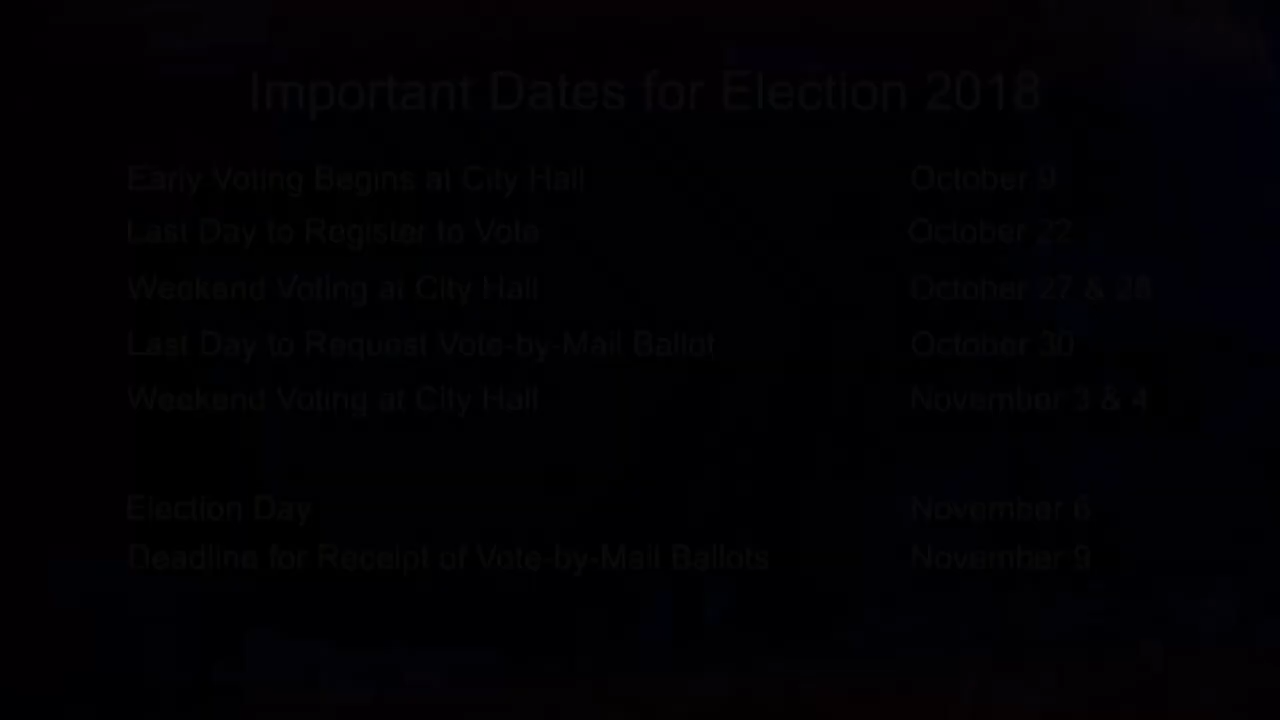 Important Dates for Election 2018
Early Voting Begins at City Hall October 9
Last Day to Register to Vote October 22
Weekend Voting at City Hall October 27 & 28
Last Day to Request Vote-by-Mail Ballot October 30
Weekend Voting at City Hall November 3 & 4
Election Day November 6
Deadline for Receipt of Vote-by-Mail Ballots November 9